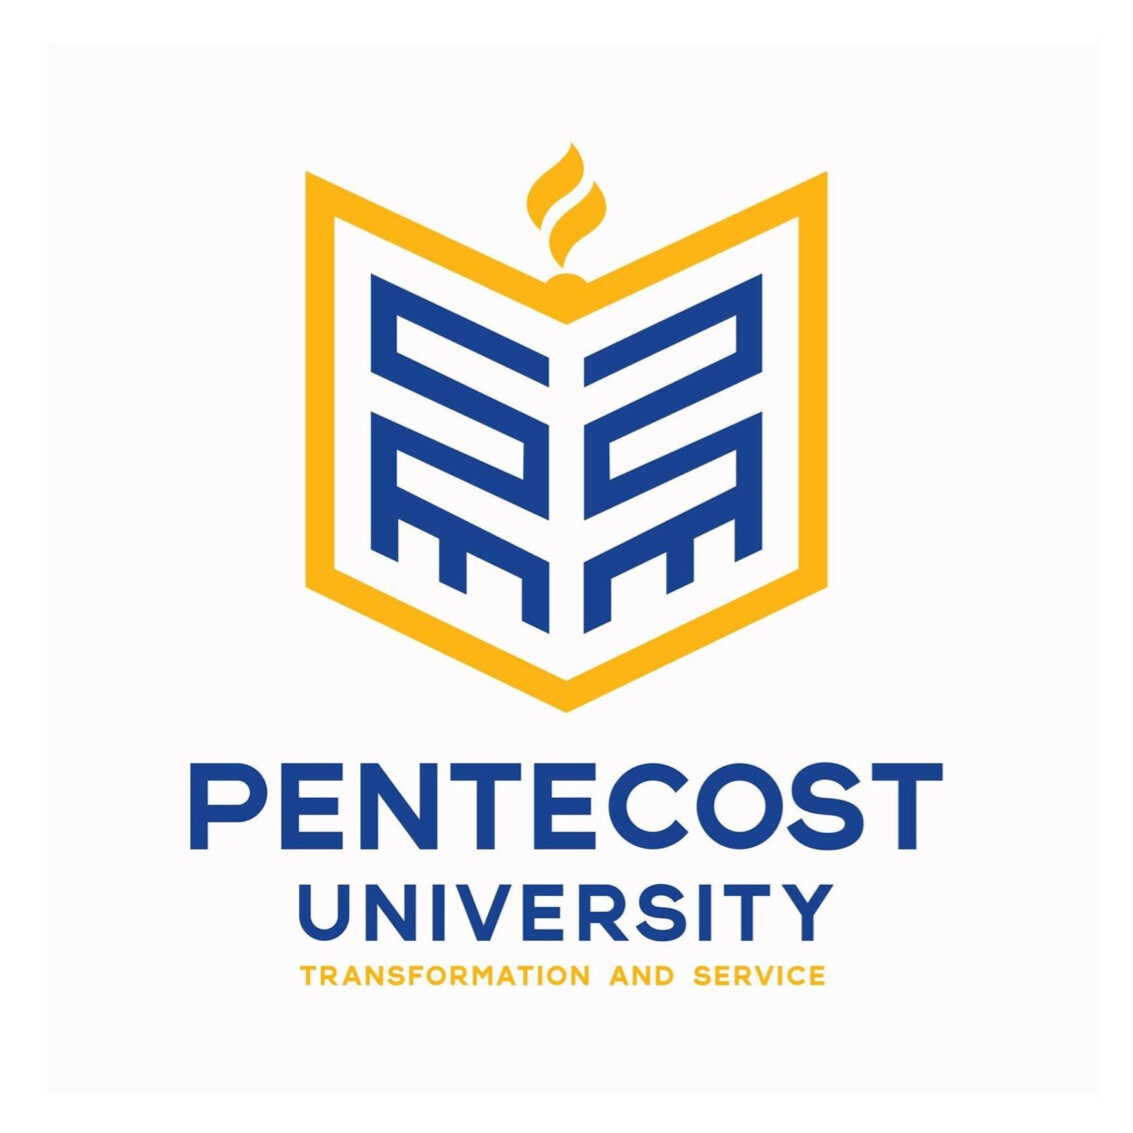 PENTECOST
UNIVERSITY
TRANSFORMATION AND SERVICE